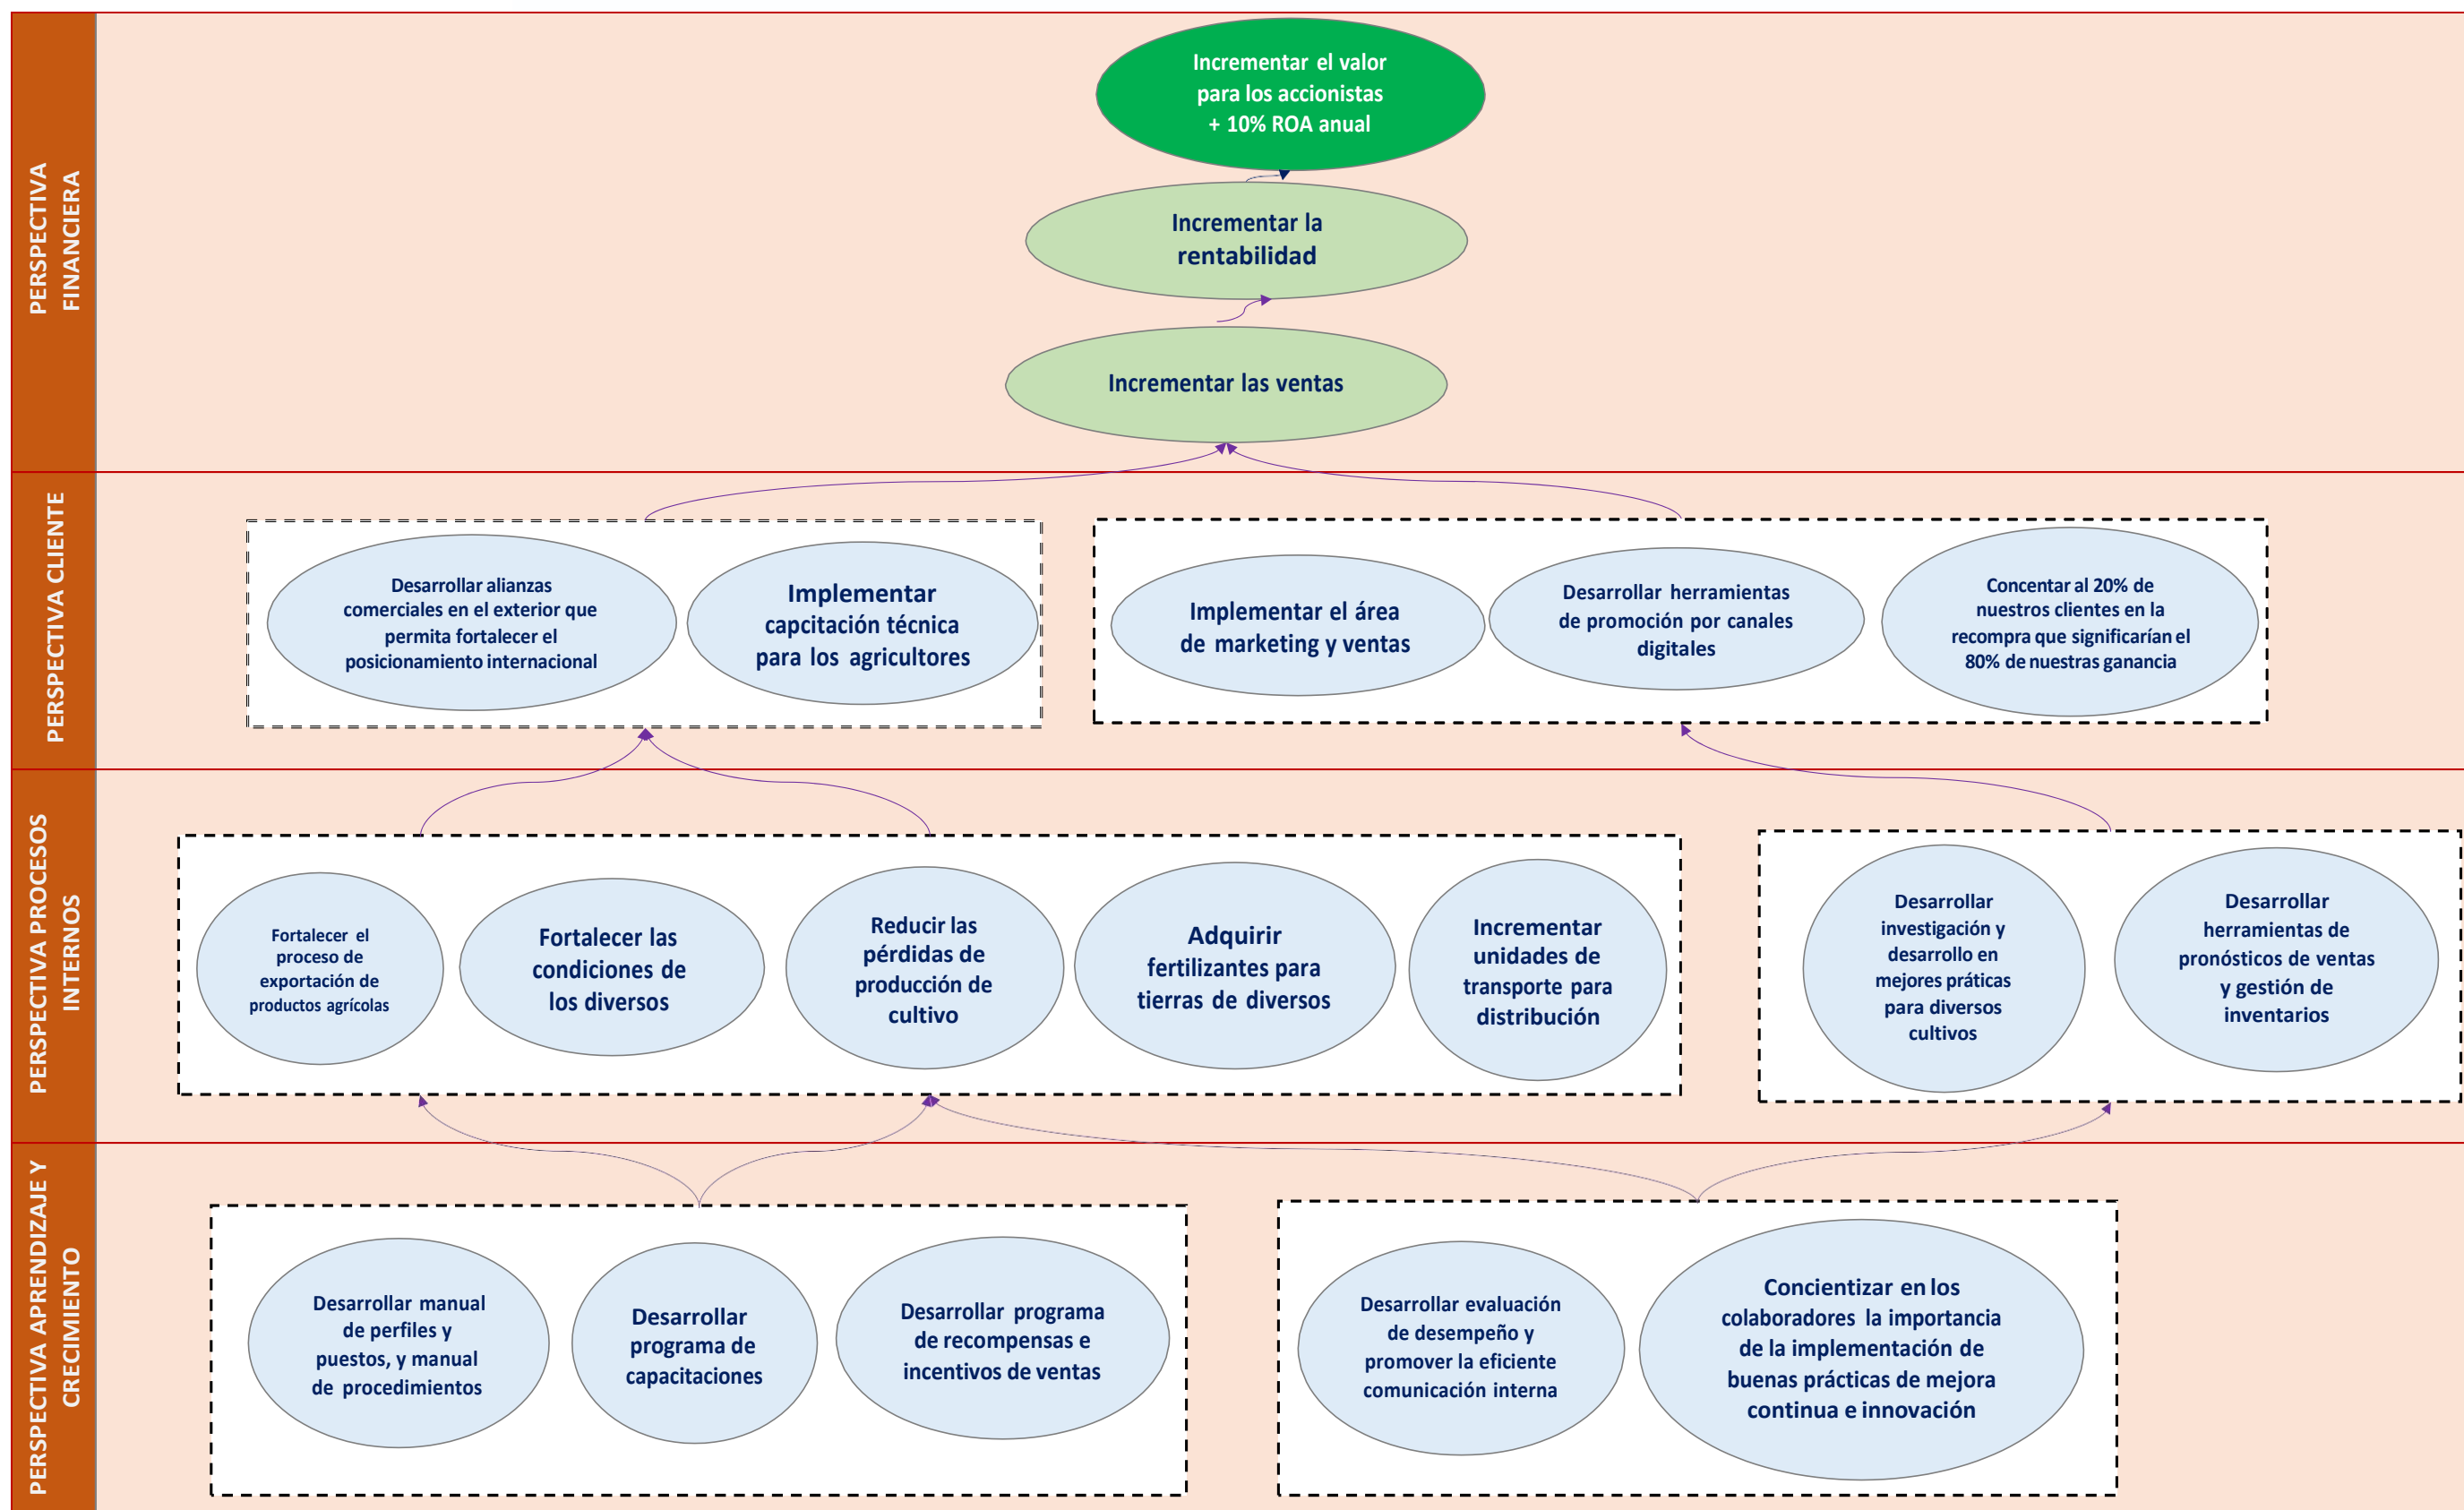 PERSPECTIVA
FINANCIERA
Incrementar el valor
para los accionistas
+ 10% ROA anual
Incrementar la
rentabilidad
Incrementar las ventas
PERSPECTIVA CLIENTE
Desarrollar alianzas
comerciales en el exterior que
permita fortalecer el
posicionamiento internacional
Implementar
capcitación técnica
para los agricultores
Implementar el área
de marketing y ventas
Desarrollar herramientas
de promoción por canales
digitales
Concentar al 20% de
nuestros clientes en la
recompra que significarían el
80% de nuestras ganancia
PERSPECTIVA PROCESOS
INTERNOS
Fortalecer el
proceso de
exportación de
productos agrícolas
Fortalecer las
condiciones de
los diversos
Reducir las
pérdidas de
producción de
cultivo
Adquirir
fertilizantes para
tierras de diversos
Incrementar
unidades de
transporte para
distribución
Desarrollar
investigación y
desarrollo en
mejores práticas
para diversos
cultivos
Desarrollar
herramientas de
pronósticos de ventas
y gestión de
inventarios
PERSPECTIVA APRENDIZAJE Y
CRECIMIENTO
Desarrollar manual
de perfiles y
puestos, y manual
de procedimientos
Desarrollar
programa de
capacitaciones
Desarrollar programa
de recompensas e
incentivos de ventas
Desarrollar evaluación
de desempeño y
promover la eficiente
comunicación interna
Concientizar en los
colaboradores la importancia
de la implementación de
buenas prácticas de mejora
continua e innovación